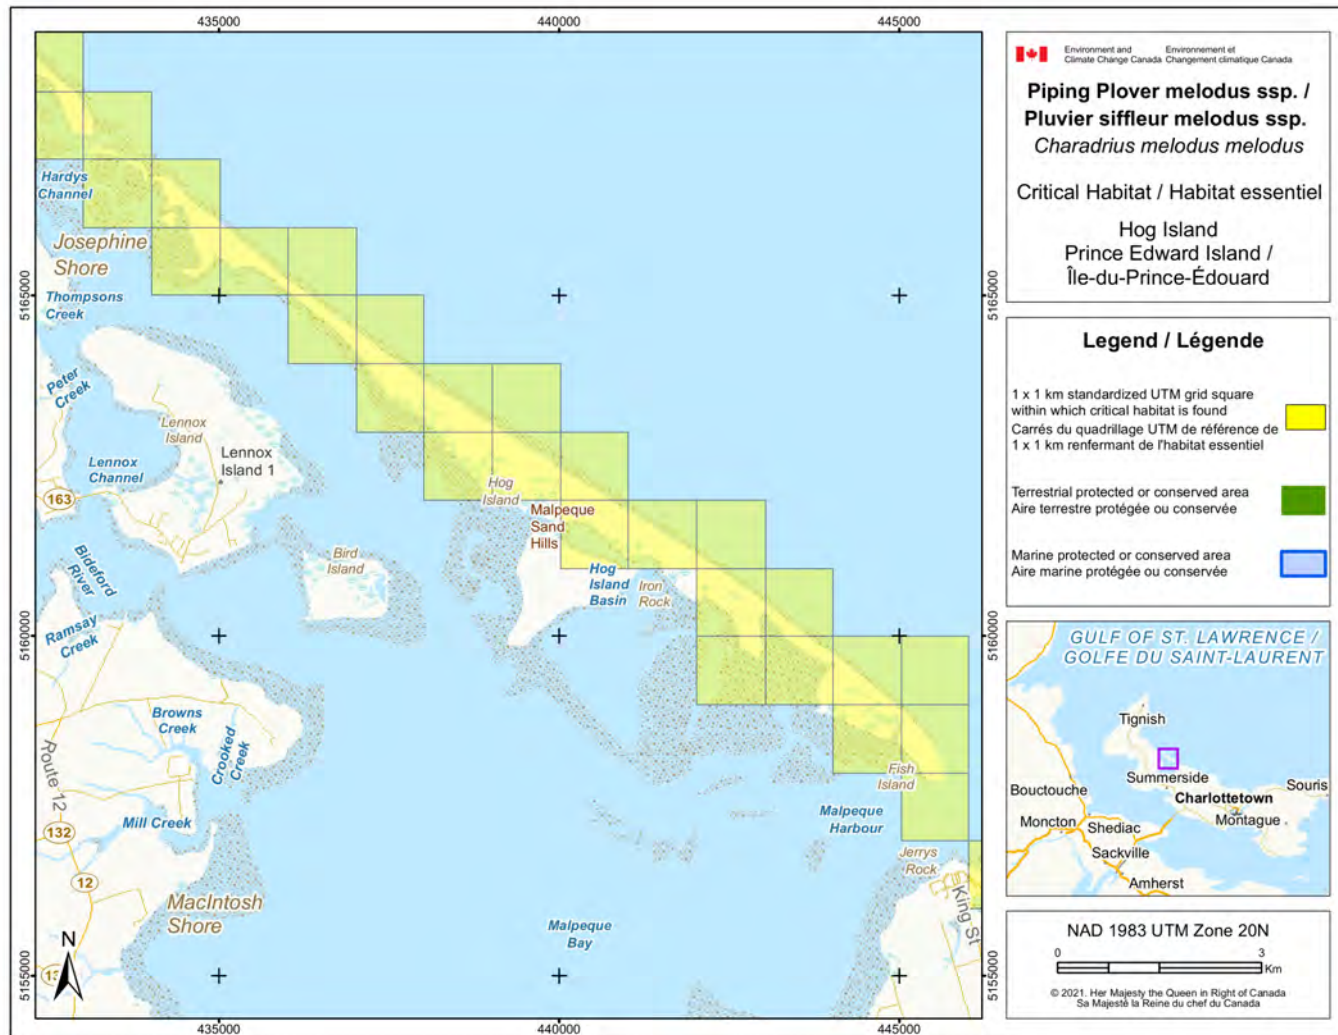 435000
440000
445000
5165000
5165000
5160000
5160000
5155000
5155000
435000
440000
445000
Hardys
Channel
Josephine
Shore
Thompsons
Creek
Peter Creek
Lennox
Island
Lennox
Island 1
Lennox
Channel
163
Bideford
River
Ramsay
Creek
Bird
Island
Hog
Island
Malpeque
Sand
Hills
Hog
Island
Basin
Iron
Rock
Browns
Creek
Crooked
Creek
Route 12
Mill Creek
132
12
MacIntosh
Shore
Fish
Island
Malpeque
Harbour
Jerrys
Rock
King St
Malpeque
Bay
N
Environment and
Climate Change Canada
Environnement et
Changement climatique Canada
Piping Plover melodus ssp. /
Pluvier siffleur melodus ssp.
Charadrius melodus melodus
Critical Habitat / Habitat essentiel
Hog Island
Prince Edward Island /
Île-du-Prince-Édouard
Legend / Légende
1 x 1 km standardized UTM grid square
within which critical habitat is found
Carrés du quadrillage UTM de référence de
1 x 1 km renfermant de l'habitat essentiel
Terrestrial protected or conserved area
Aire terrestre protégée ou conservée
Marine protected or conserved area
Aire marine protégée ou conservée
GULF OF ST. LAWRENCE /
GOLFE DU SAINT-LAURENT
Tignish
Summerside
Souris
Bouctouche
Charlottetown
Montague
Moncton
Shediac
Sackville
Amherst
NAD 1983 UTM Zone 20N
0
3
Km
© 2021. Her Majesty the Queen in Right of Canada
Sa Majesté la Reine du chef du Canada